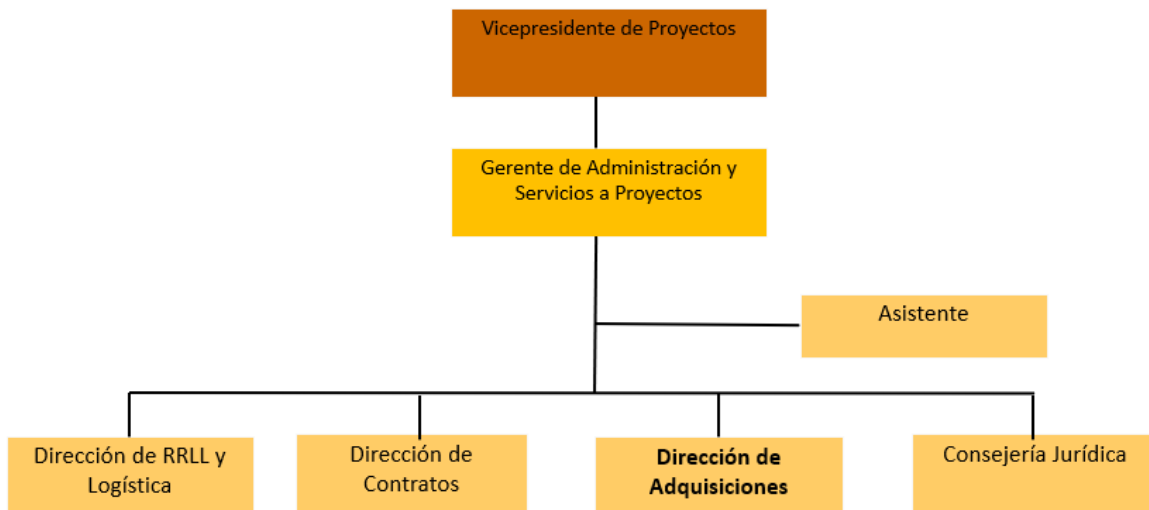 Vicepresidente de Proyectos
Gerente de Administración y
Servicios a Proyectos
Asistente
Dirección de RRLL y
Logística
Dirección de
Contratos
Dirección de
Adquisiciones
Consejería Jurídica